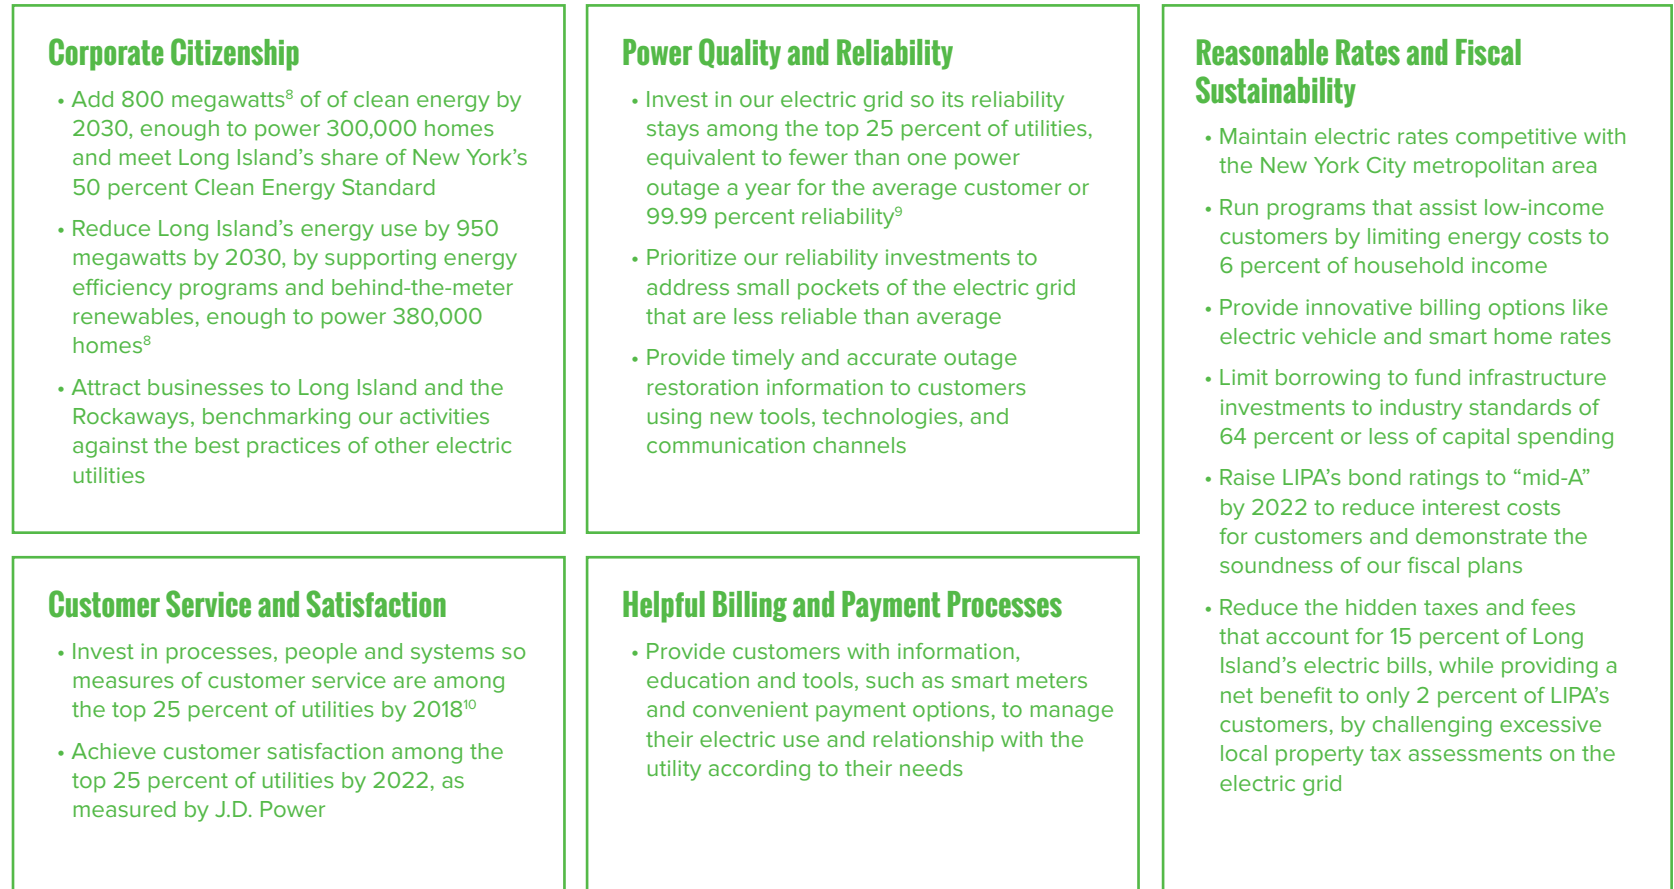 Corporate Citizenship
• Add 800 megawatts⁸ of of clean energy by
2030, enough to power 300,000 homes
and meet Long Island’s share of New York’s
50 percent Clean Energy Standard
• Reduce Long Island’s energy use by 950
megawatts by 2030, by supporting energy
efficiency programs and behind-the-meter
renewables, enough to power 380,000
homes⁸
• Attract businesses to Long Island and the
Rockaways, benchmarking our activities
against the best practices of other electric
utilities
Power Quality and Reliability
• Invest in our electric grid so its reliability
stays among the top 25 percent of utilities,
equivalent to fewer than one power
outage a year for the average customer or
99.99 percent reliability⁹
• Prioritize our reliability investments to
address small pockets of the electric grid
that are less reliable than average
• Provide timely and accurate outage
restoration information to customers
using new tools, technologies, and
communication channels
Reasonable Rates and Fiscal
Sustainability
• Maintain electric rates competitive with
the New York City metropolitan area
• Run programs that assist low-income
customers by limiting energy costs to
6 percent of household income
• Provide innovative billing options like
electric vehicle and smart home rates
• Limit borrowing to fund infrastructure
investments to industry standards of
64 percent or less of capital spending
• Raise LIPA’s bond ratings to “mid-A”
by 2022 to reduce interest costs
for customers and demonstrate the
soundness of our fiscal plans
• Reduce the hidden taxes and fees
that account for 15 percent of Long
Island’s electric bills, while providing a
net benefit to only 2 percent of LIPA’s
customers, by challenging excessive
local property tax assessments on the
electric grid
Customer Service and Satisfaction
• Invest in processes, people and systems so
measures of customer service are among
the top 25 percent of utilities by 2018¹⁰
• Achieve customer satisfaction among the
top 25 percent of utilities by 2022, as
measured by J.D. Power
Helpful Billing and Payment Processes
• Provide customers with information,
education and tools, such as smart meters
and convenient payment options, to manage
their electric use and relationship with the
utility according to their needs